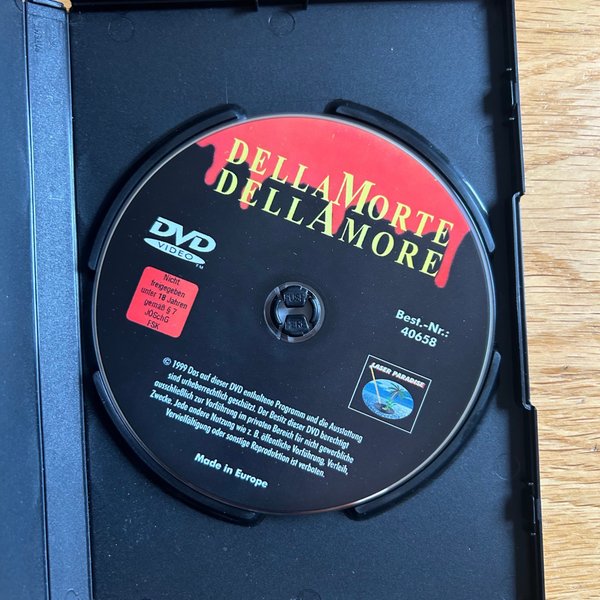 DELLAMORTE
DELLAMORE
DVD
VIDEO
TM
Nicht
freigegeben
unter 18 Jahren
gemäß § 7
JÖSchG
FSK
PUSH
Best.-Nr.:
40658
LASER PARADISE
© 1999 Das auf dieser DVD enthaltene Programm und die Ausstattung
sind urheberrechtlich geschützt. Der Besitz dieser DVD berechtigt
ausschließlich zur Vorführung im privaten Bereich für nicht gewerbliche
Zwecke. Jede andere Nutzung wie z. B. öffentliche Vorführung, Verleih,
Vervielfältigung oder sonstige Reproduktion ist verboten.
Made in Europe